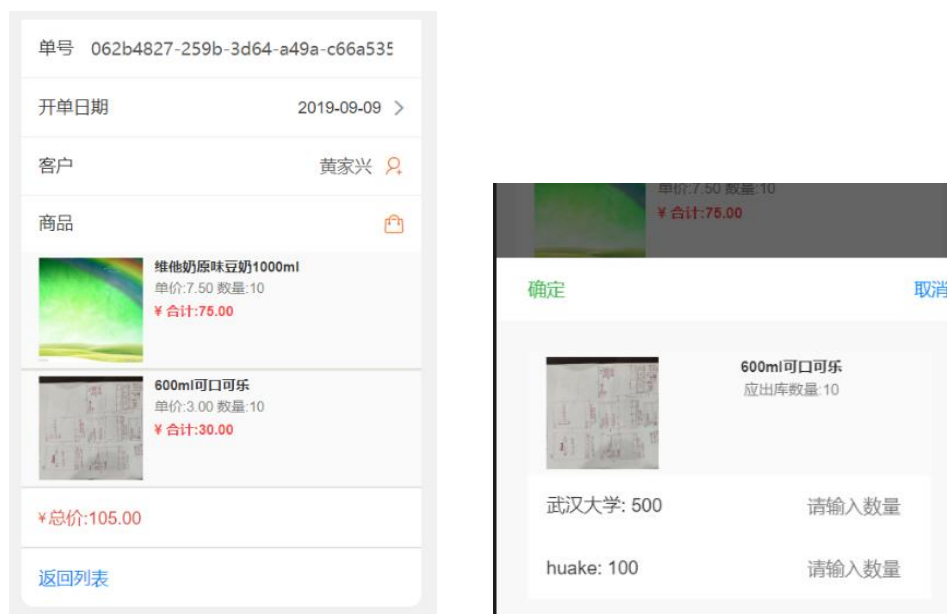 单号 062b4827-259b-3d64-a49a-c66a535
开单日期 2019-09-09
客户 黄家兴
商品
维他奶原味豆奶1000ml
单价:7.50 数量:10
¥ 合计:75.00
600ml可口可乐
单价:3.00 数量:10
¥ 合计:30.00
¥总价:105.00
返回列表
单价:7.50 数量:10
¥ 合计:75.00
确定 取消
600ml可口可乐
应出库数量:10
武汉大学: 500 请输入数量
huake: 100 请输入数量